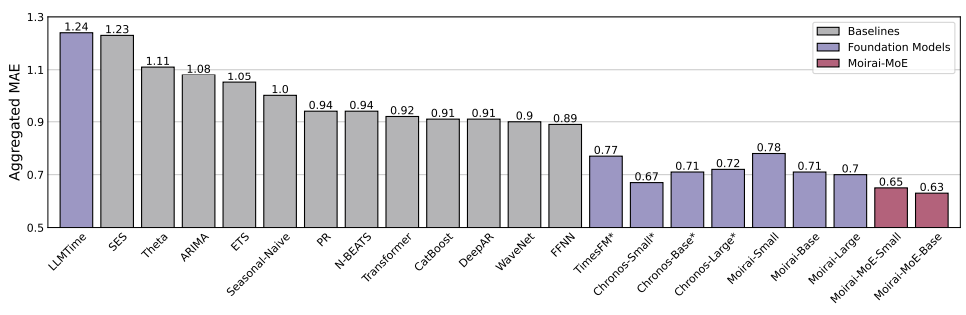 1.3
1.1
0.9
0.7
0.5
Aggregated MAE
1.24
1.23
1.11
1.08
1.05
1.0
0.94
0.94
0.92
0.91
0.91
0.9
0.89
0.77
0.67
0.71
0.72
0.78
0.71
0.7
0.65
0.63
Baselines
Foundation Models
Moirai-MoE
LLMTime
SES
Theta
ARIMA
ETS
Seasonal-Naive
PR
N-BEATS
Transformer
CatBoost
DeepAR
WaveNet
FFNN
TimesFM*
Chronos-Small*
Chronos-Base*
Chronos-Large*
Moirai-Small
Moirai-Base
Moirai-Large
Moirai-MoE-Small
Moirai-MoE-Base